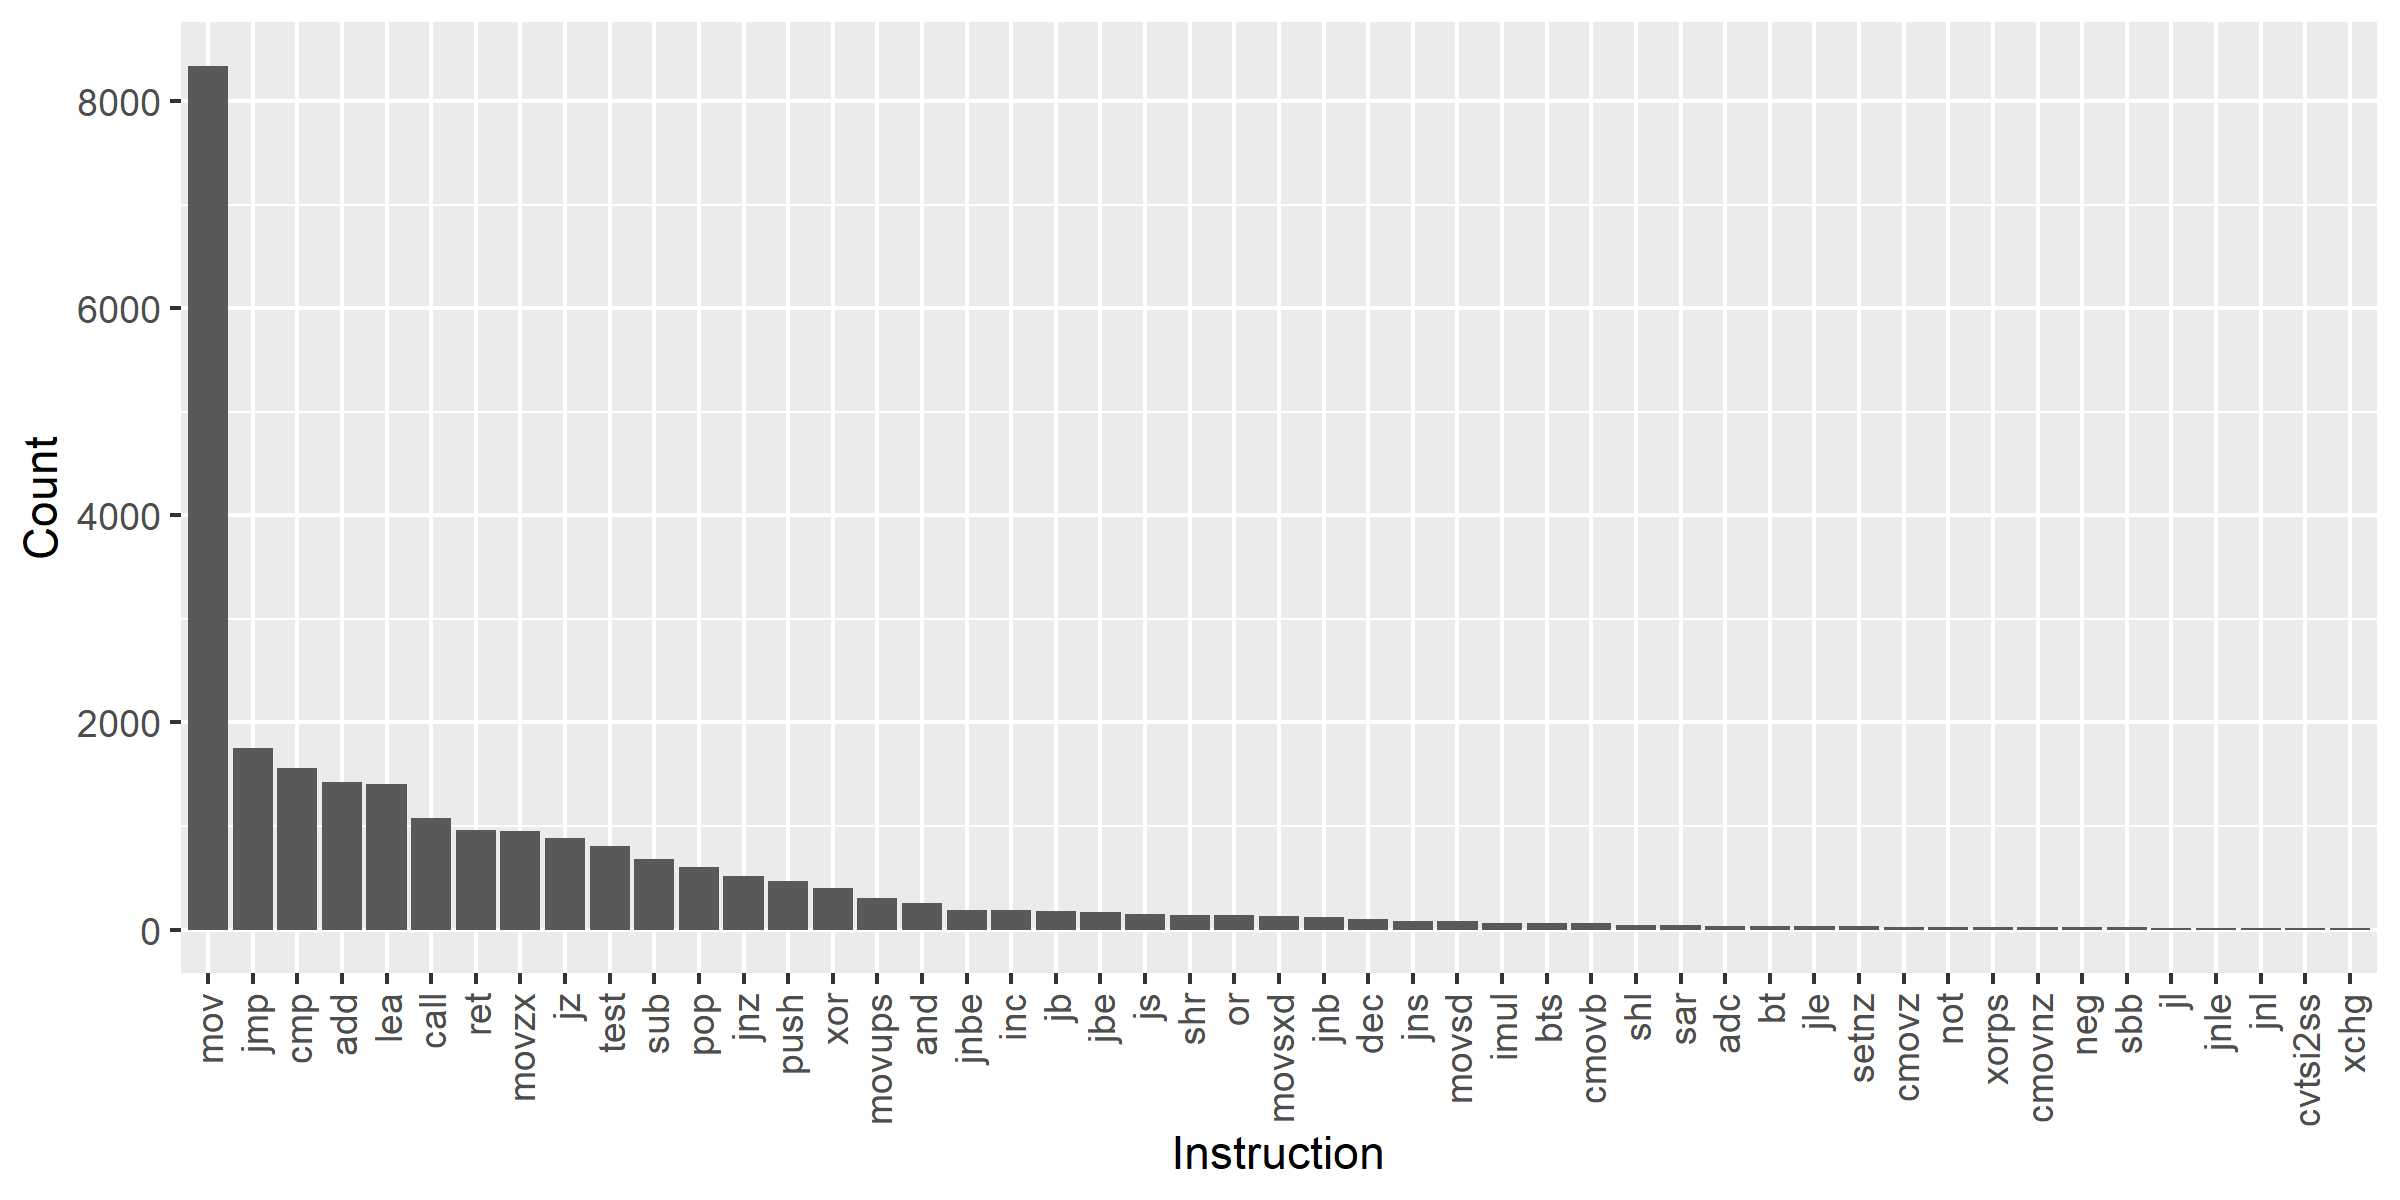 Count
8000
6000
4000
2000
0
mov
jmp
cmp
add
lea
call
ret
movzx
jz
test
sub
pop
jnz
push
xor
movups
and
jnbe
inc
jb
jbe
js
shr
or
movsxd
jnb
dec
jns
movsd
imul
bts
cmovb
shl
sar
adc
bt
jle
setnz
cmovz
not
xorps
cmovnz
neg
sbb
jl
jnle
jnl
cvtsi2ss
xchg
Instruction